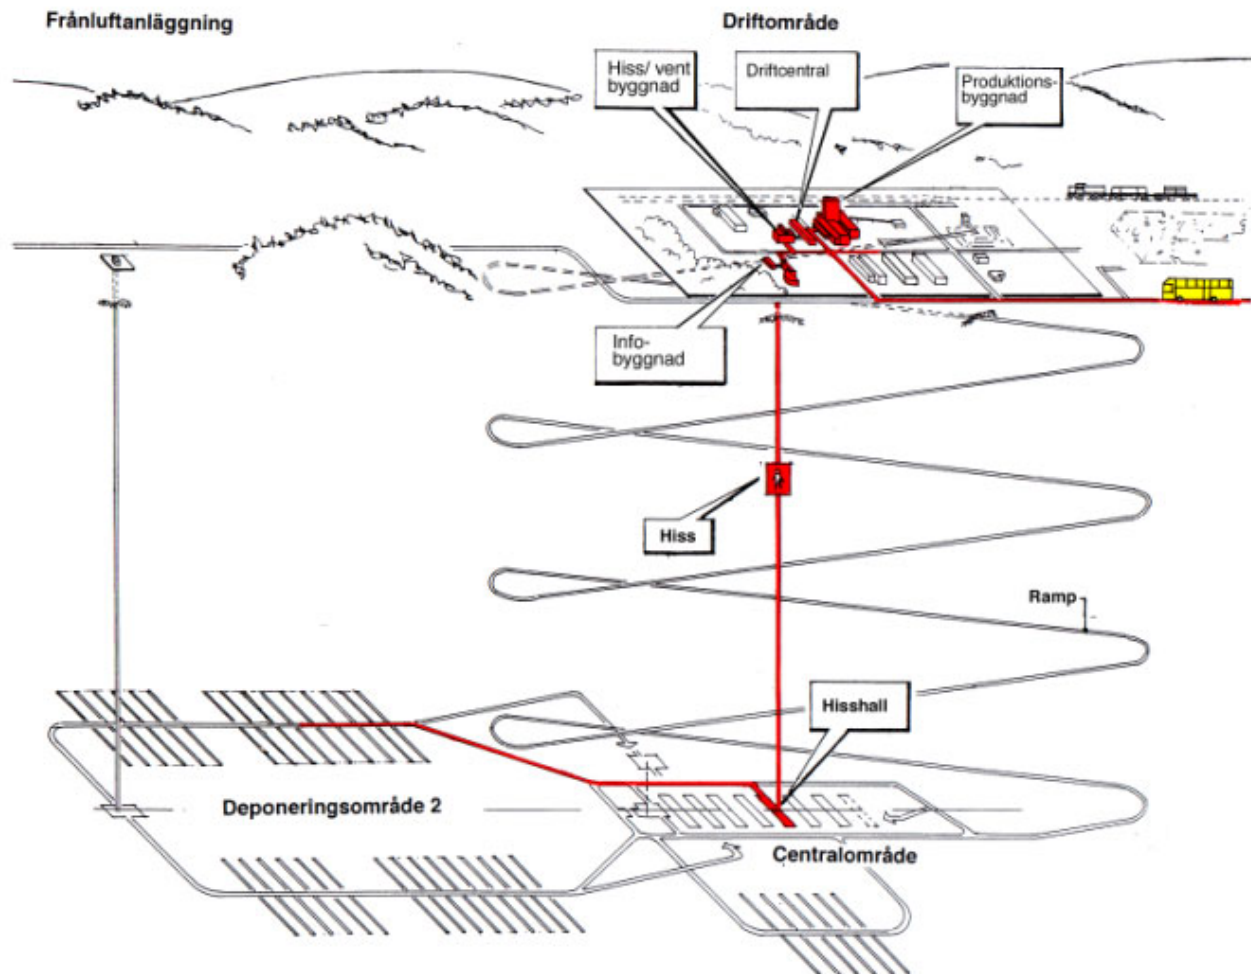 Frånluftanläggning
Driftområde
Hiss/ vent
byggnad
Driftcentral
Produktions-
byggnad
Info-
byggnad
Hiss
Ramp
Hisshall
Deponeringsområde 2
Centralområde